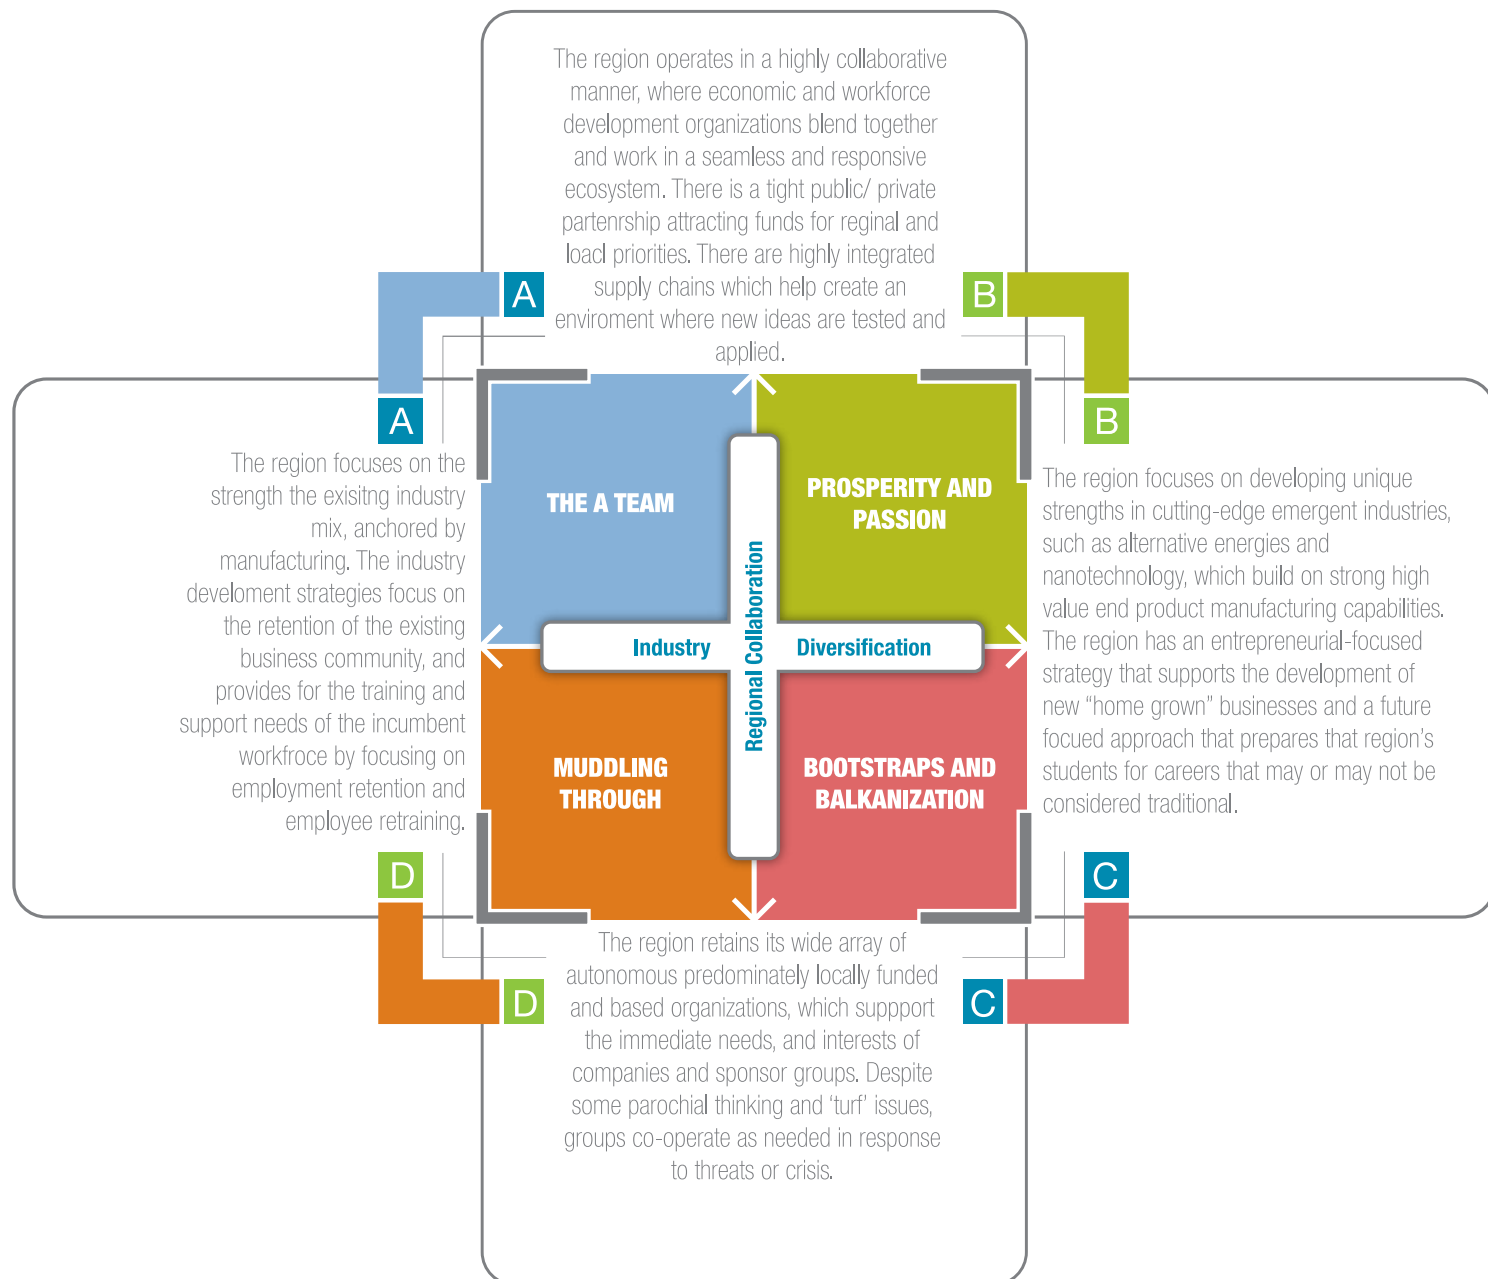 The region operates in a highly collaborative
manner, where economic and workforce
development organizations blend together
and work in a seamless and responsive
ecosystem. There is a tight public/ private
partenrship attracting funds for reginal and
loacl priorities. There are highly integrated
supply chains which help create an
enviroment where new ideas are tested and
applied.
A
B
A
B
The region focuses on the
strength the exisitng industry
mix, anchored by
manufacturing. The industry
develoment strategies focus on
the retention of the existing
business community, and
provides for the training and
support needs of the incumbent
workfroce by focusing on
employment retention and
employee retraining.
THE A TEAM
PROSPERITY AND
PASSION
Industry
Diversification
Regional Collaboration
MUDDLING
THROUGH
BOOTSTRAPS AND
BALKANIZATION
The region focuses on developing unique
strengths in cutting-edge emergent industries,
such as alternative energies and
nanotechnology, which build on strong high
value end product manufacturing capabilities.
The region has an entrepreneurial-focused
strategy that supports the development of
new “home grown” businesses and a future
focued approach that prepares that region’s
students for careers that may or may not be
considered traditional.
D
C
D
C
The region retains its wide array of
autonomous predominately locally funded
and based organizations, which suppport
the immediate needs, and interests of
companies and sponsor groups. Despite
some parochial thinking and ‘turf’ issues,
groups co-operate as needed in response
to threats or crisis.